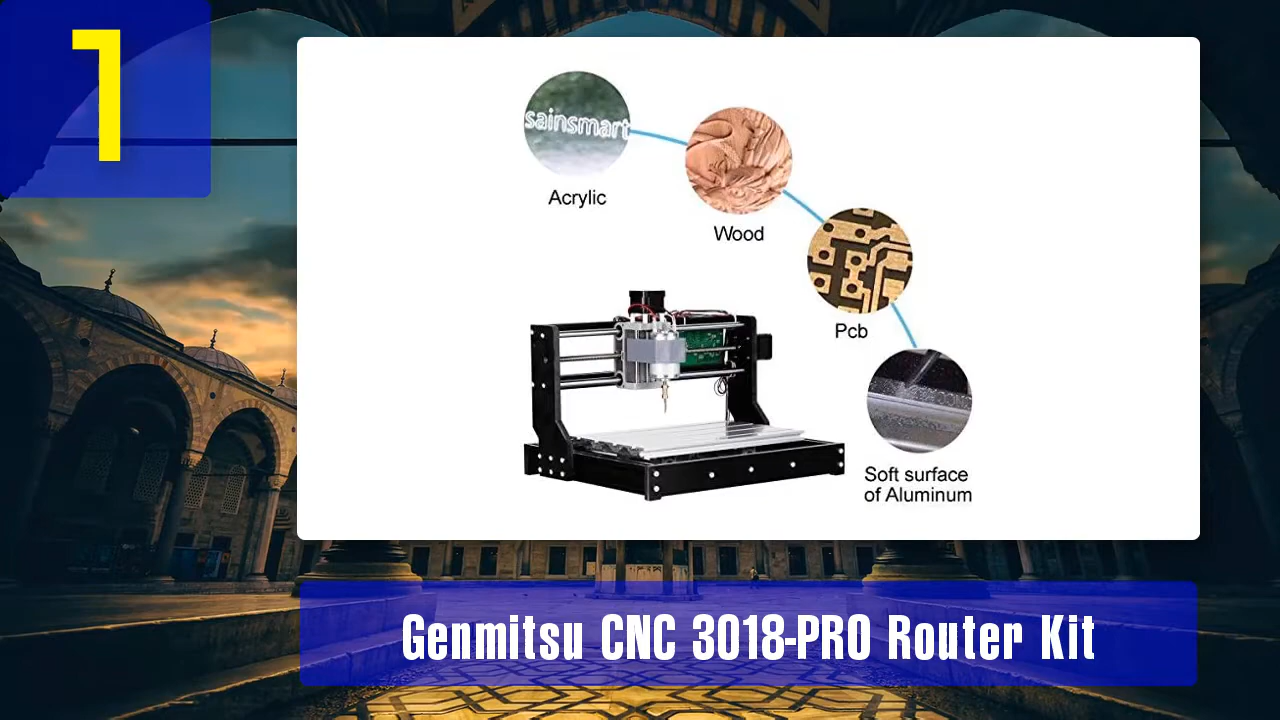 1
sainsmart
Acrylic
Wood
Pcb
Soft surface
of Aluminum
Genmitsu CNC 3018-PRO Router Kit